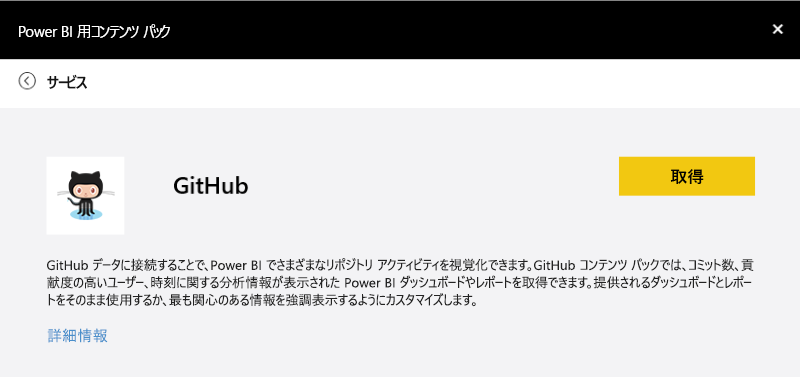 Power BI 用コンテンツ パック
サービス
GitHub
取得
GitHub データに接続することで、Power BI でさまざまなリポジトリ アクティビティを視覚化できます。GitHub コンテンツ パックでは、コミット数、貢
献度の高いユーザー、時刻に関する分析情報が表示された Power BI ダッシュボードやレポートを取得できます。提供されるダッシュボードとレポー
トをそのまま使用するか、最も関心のある情報を強調表示するようにカスタマイズします。
詳細情報